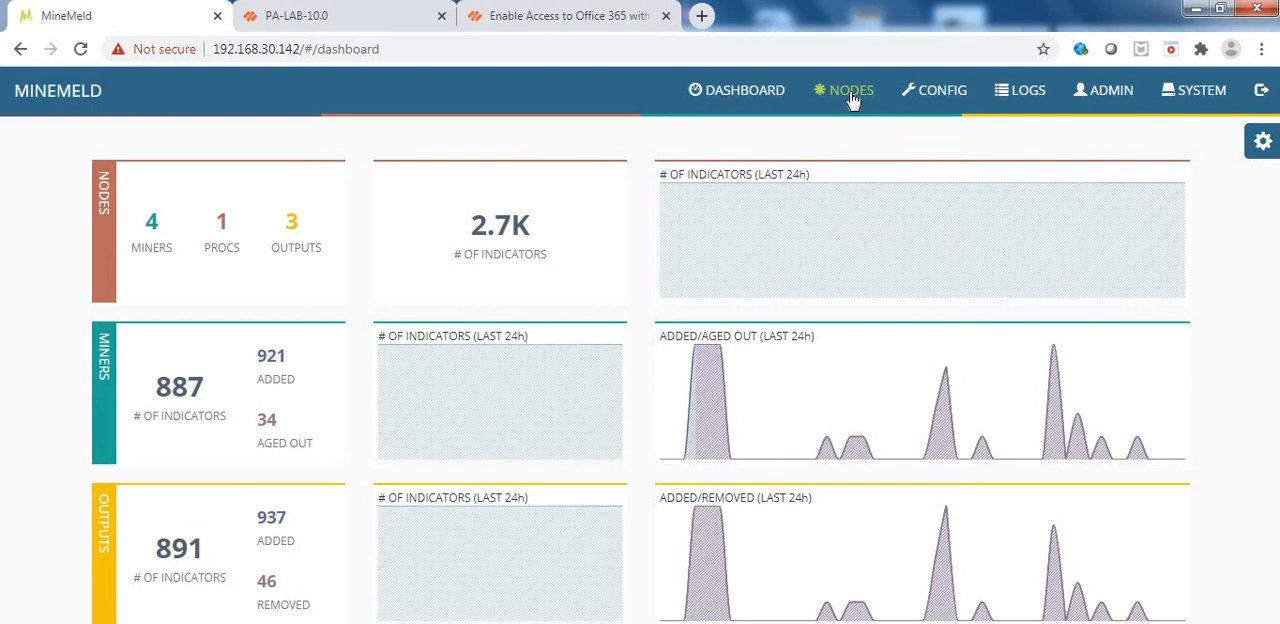 MineMeld
PA-LAB-10.0
Enable Access to Office 365 with
Not secure
192.168.30.142/#/dashboard
MINEMELD
DASHBOARD
NODES
CONFIG
LOGS
ADMIN
SYSTEM
NODES
4
MINERS
1
PROCS
3
OUTPUTS
2.7K
# OF INDICATORS
# OF INDICATORS (LAST 24h)
MINERS
887
# OF INDICATORS
921
ADDED
34
AGED OUT
# OF INDICATORS (LAST 24h)
ADDED/AGED OUT (LAST 24h)
OUTPUTS
891
# OF INDICATORS
937
ADDED
46
REMOVED
# OF INDICATORS (LAST 24h)
ADDED/REMOVED (LAST 24h)